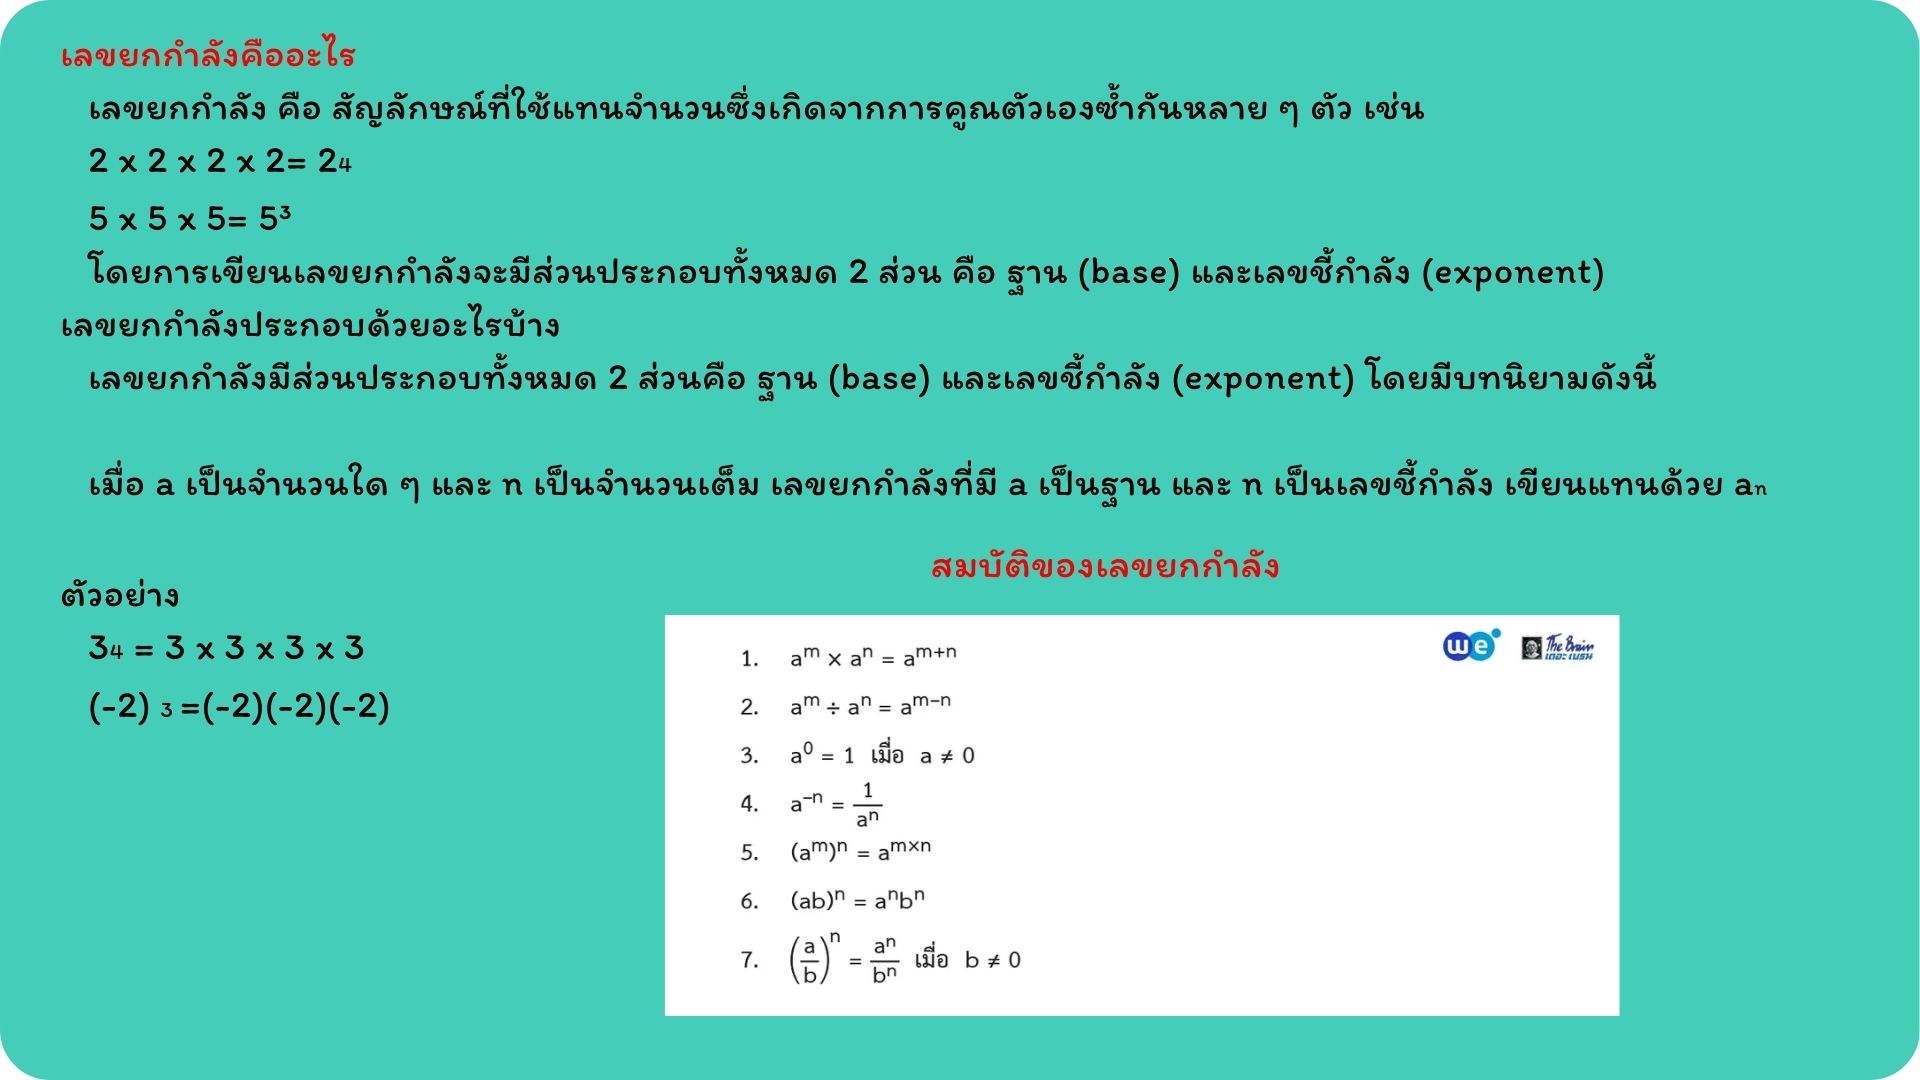 เลขยกกำลังคืออะไร
เลขยกกำลัง คือ สัญลักษณ์ที่ใช้แทนจำนวนซึ่งเกิดจากการคูณตัวเองซ้ำกันหลาย ๆ ตัว เช่น
2 x 2 x 2 x 2= 2₄
5 x 5 x 5= 5³
โดยการเขียนเลขยกกำลังจะมีส่วนประกอบทั้งหมด 2 ส่วน คือ ฐาน (base) และเลขชี้กำลัง (exponent)
เลขยกกำลังประกอบด้วยอะไรบ้าง
เลขยกกำลังมีส่วนประกอบทั้งหมด 2 ส่วนคือ ฐาน (base) และเลขชี้กำลัง (exponent) โดยมีบทนิยามดังนี้
เมื่อ a เป็นจำนวนใด ๆ และ n เป็นจำนวนเต็ม เลขยกกำลังที่มี a เป็นฐาน และ n เป็นเลขชี้กำลัง เขียนแทนด้วย aₙ
ตัวอย่าง
3₄ = 3 x 3 x 3 x 3
(-2) ₃ =(-2)(-2)(-2)
สมบัติของเลขยกกำลัง
we The Brain เดอะเบรน
1. aᵐ × aⁿ = aᵐ⁺ⁿ
2. aᵐ ÷ aⁿ = aᵐ⁻ⁿ
3. a⁰ = 1 เมื่อ a ≠ 0
4. a⁻ⁿ = 1/aⁿ
5. (aᵐ)ⁿ = aᵐˣⁿ
6. (ab)ⁿ = aⁿbⁿ
7. (a/b)ⁿ = aⁿ/bⁿ เมื่อ b ≠ 0